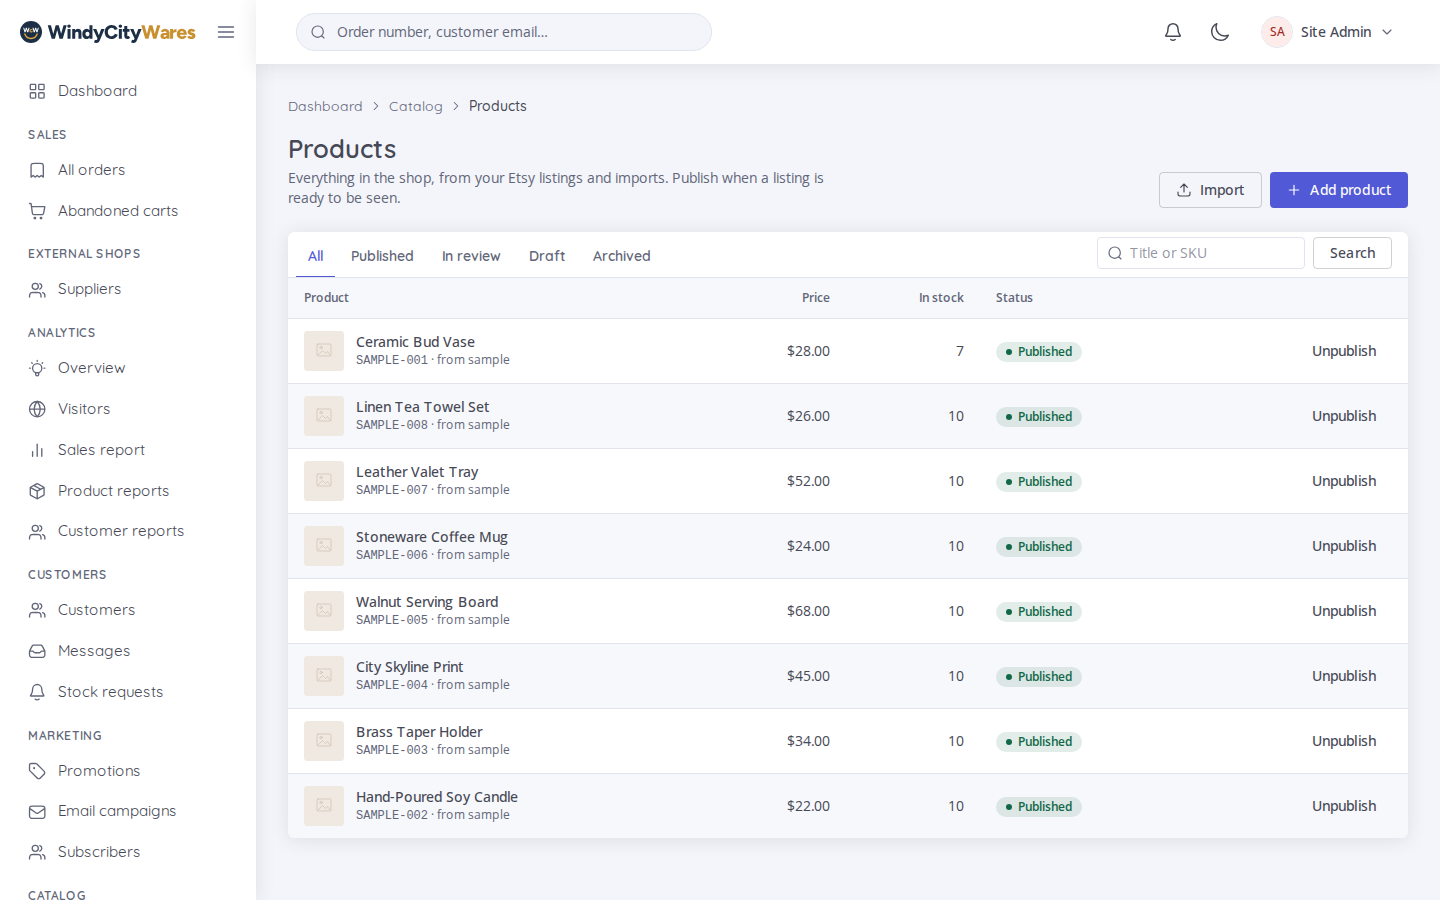 WCW WindyCityWares
Order number, customer email...
SA Site Admin
Dashboard
SALES
All orders
Abandoned carts
EXTERNAL SHOPS
Suppliers
ANALYTICS
Overview
Visitors
Sales report
Product reports
Customer reports
CUSTOMERS
Customers
Messages
Stock requests
MARKETING
Promotions
Email campaigns
Subscribers
CATALOG
Dashboard > Catalog > Products
Products
Everything in the shop, from your Etsy listings and imports. Publish when a listing is
ready to be seen.
Import
Add product
All Published In review Draft Archived
Title or SKU
Search
Product Price In stock Status
Ceramic Bud Vase
SAMPLE-001 · from sample
$28.00 7 Published Unpublish
Linen Tea Towel Set
SAMPLE-008 · from sample
$26.00 10 Published Unpublish
Leather Valet Tray
SAMPLE-007 · from sample
$52.00 10 Published Unpublish
Stoneware Coffee Mug
SAMPLE-006 · from sample
$24.00 10 Published Unpublish
Walnut Serving Board
SAMPLE-005 · from sample
$68.00 10 Published Unpublish
City Skyline Print
SAMPLE-004 · from sample
$45.00 10 Published Unpublish
Brass Taper Holder
SAMPLE-003 · from sample
$34.00 10 Published Unpublish
Hand-Poured Soy Candle
SAMPLE-002 · from sample
$22.00 10 Published Unpublish